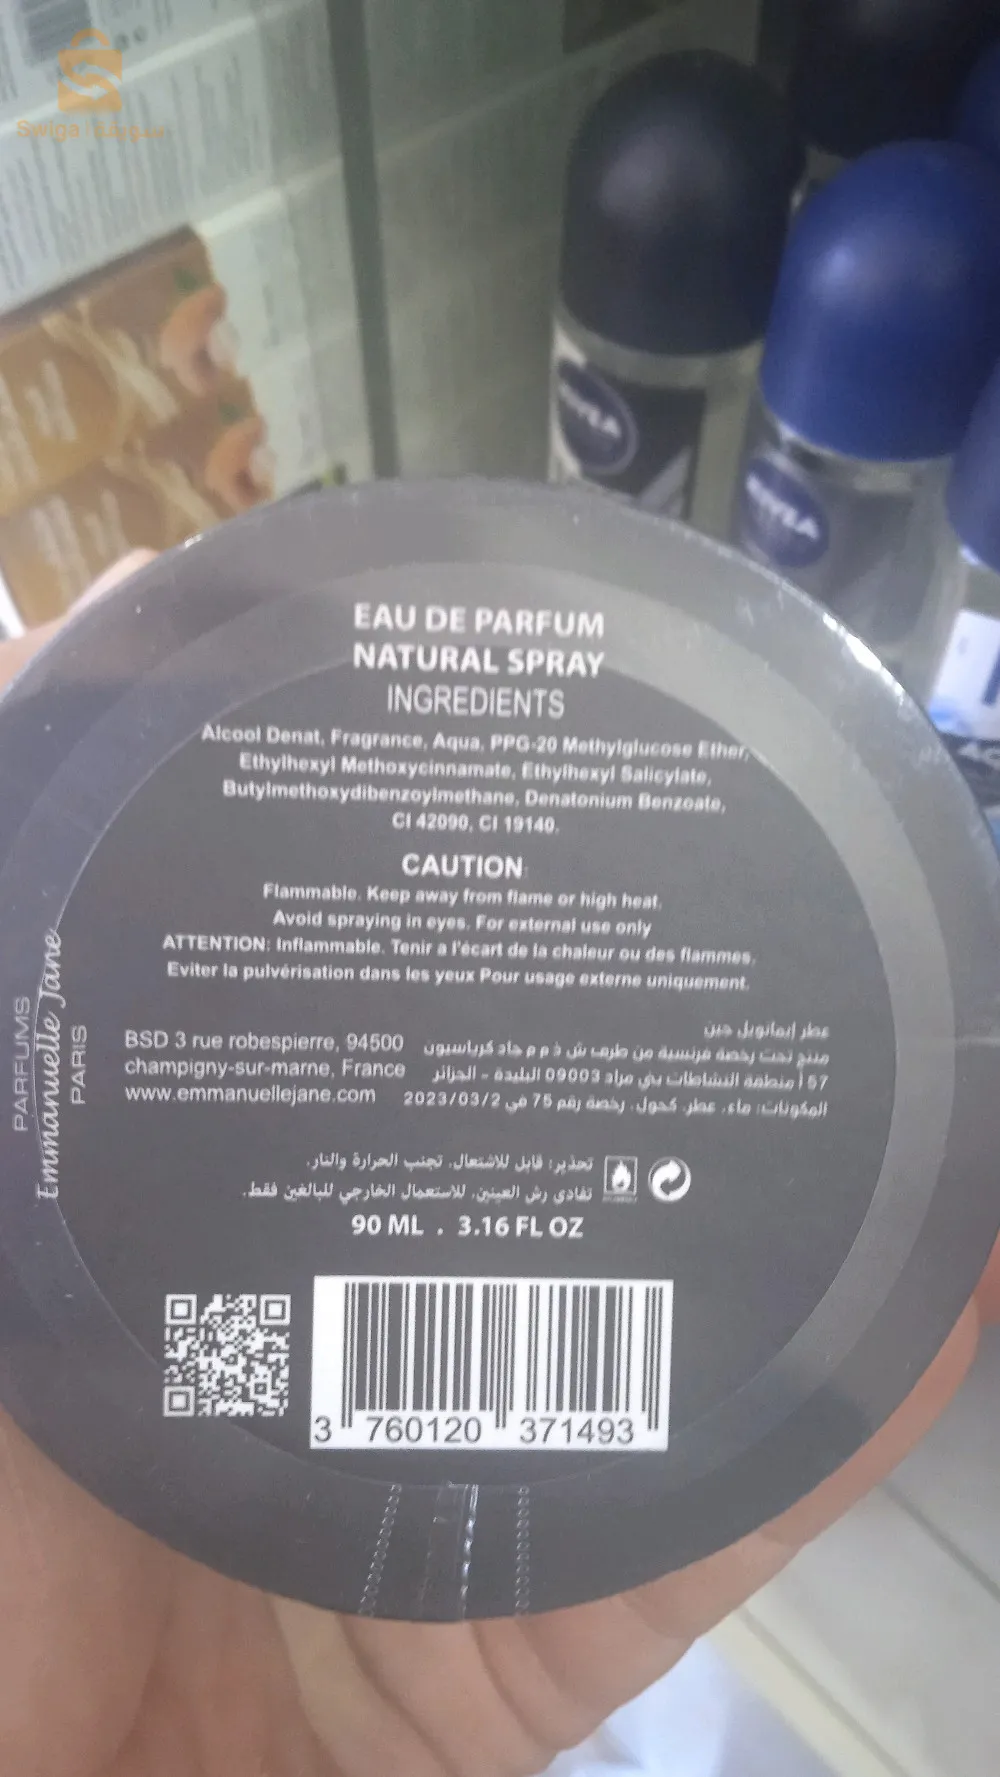 Swiga سويقة
NIVEA
NIVEA
EAU DE PARFUM
NATURAL SPRAY
INGREDIENTS
Alcool Denat, Fragrance, Aqua, PPG-20 Methylglucose Ether,
Ethylhexyl Methoxycinnamate, Ethylhexyl Salicylate,
Butylmethoxydibenzoylmethane, Denatonium Benzoate,
CI 42090, CI 19140.
CAUTION
Flammable. Keep away from flame or high heat.
Avoid spraying in eyes. For external use only
ATTENTION: Inflammable. Tenir a l'écart de la chaleur ou des flammes.
Eviter la pulvérisation dans les yeux Pour usage externe uniquement.
PARFUMS
Emmanuelle Jane
PARIS
BSD 3 rue robespierre, 94500
champigny-sur-marne, France
www.emmanuellejane.com
عطر إيمانويل جين
منتج تحت رخصة فرنسية من طرف ش ذ م م جاد كرباسيون
57 أ منطقة النشاطات بني مراد 09003 البليدة - الجزائر
المكونات: ماء، عطر، كحول. رخصة رقم 75 في 2023/03/2
تحذير: قابل للاشتعال. تجنب الحرارة والنار.
تفادي رش العينين. للاستعمال الخارجي للبالغين فقط.
90 ML . 3.16 FL OZ
3 760120 371493